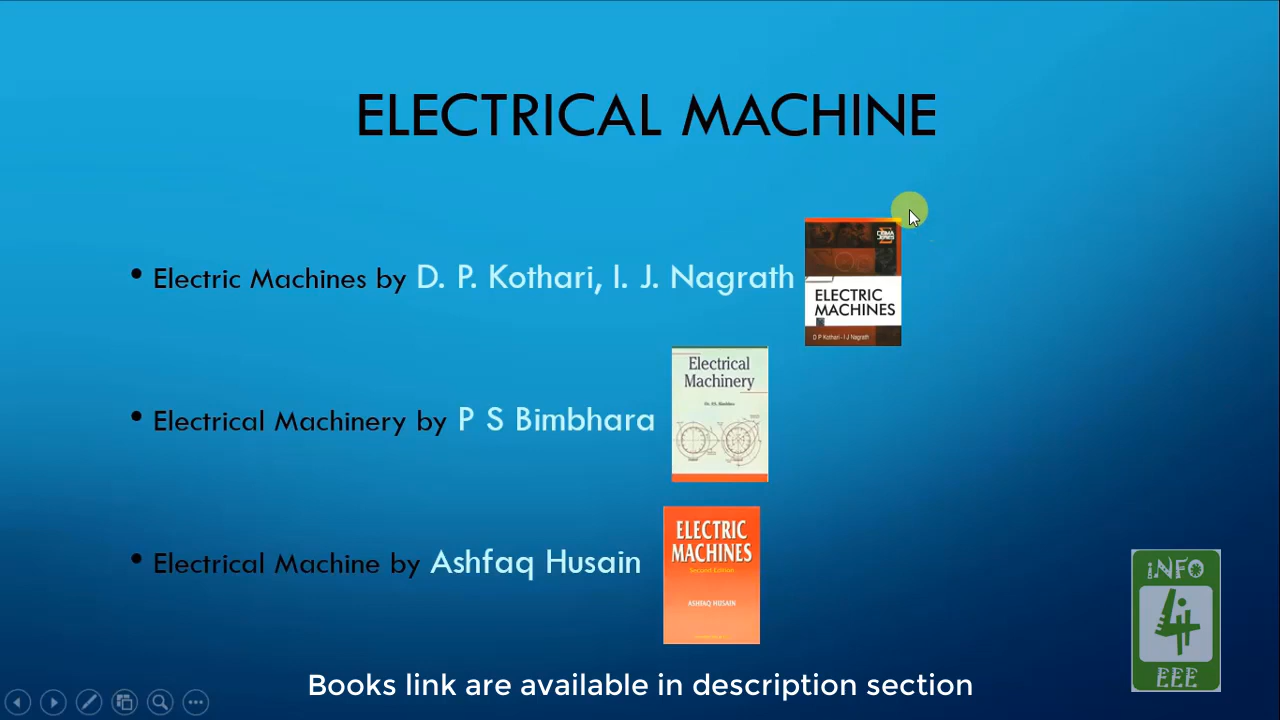 ELECTRICAL MACHINE
• Electric Machines by D. P. Kothari, I. J. Nagrath
ELECTRIC
MACHINES
D P Kothari - I J Nagrath
• Electrical Machinery by P S Bimbhara
Electrical
Machinery
• Electrical Machine by Ashfaq Husain
ELECTRIC
MACHINES
Second Edition
ASHFAQ HUSAIN
iNFO
4
EEE
Books link are available in description section